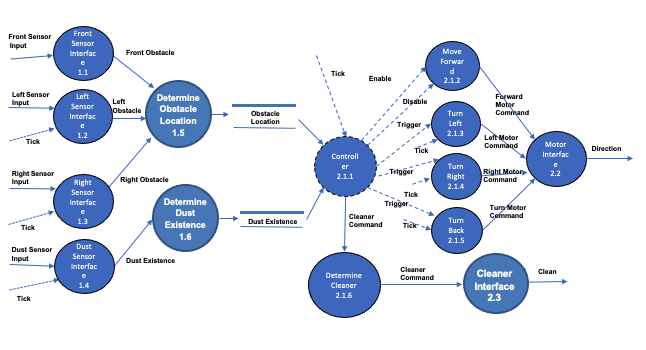 Front Sensor
Input
Front
Sensor
Interfac
e
1.1
Front Obstacle
Left Sensor
Input
Left
Sensor
Interfac
e
1.2
Left
Obstacle
Tick
Determine
Obstacle
Location
1.5
Obstacle
Location
Right Sensor
Input
Right
Sensor
Interfac
e
1.3
Right Obstacle
Tick
Determine
Dust
Existence
1.6
Dust Existence
Dust Sensor
Input
Dust
Sensor
Interfac
e
1.4
Dust Existence
Tick
Tick
Controll
er
2.1.1
Enable
Disable
Trigger
Tick
Trigger
Tick
Trigger
Tick
Move
Forwar
d
2.1.2
Turn
Left
2.1.3
Turn
Right
2.1.4
Turn
Back
2.1.5
Forward
Motor
Command
Left Motor
Command
Right Motor
Command
Turn Motor
Command
Motor
Interfac
e
2.2
Direction
Cleaner
Command
Determine
Cleaner
2.1.6
Cleaner
Command
Cleaner
Interface
2.3
Clean